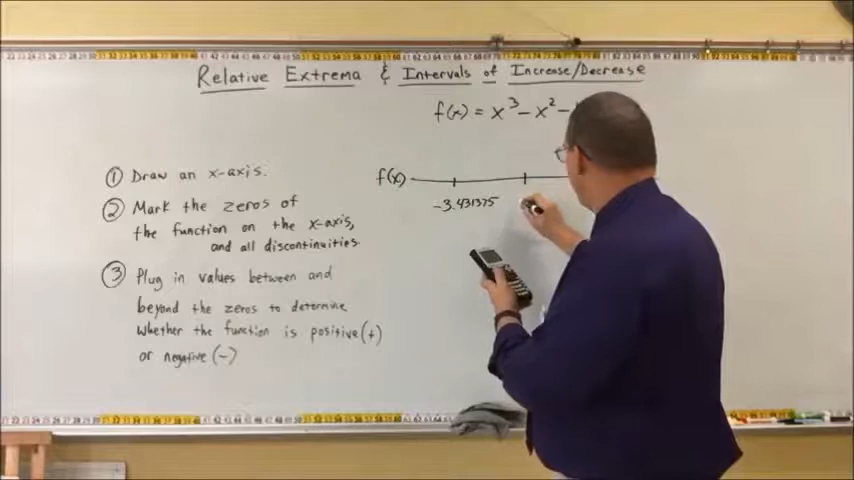 Relative Extrema & Intervals of Increase/Decrease
f(x) = x³ - x² -
① Draw an x-axis.
f(x)
② Mark the zeros of
the function on the x-axis,
and all discontinuities.
-3.431375
③ Plug in values between and
beyond the zeros to determine
whether the function is positive (+)
or negative (-)